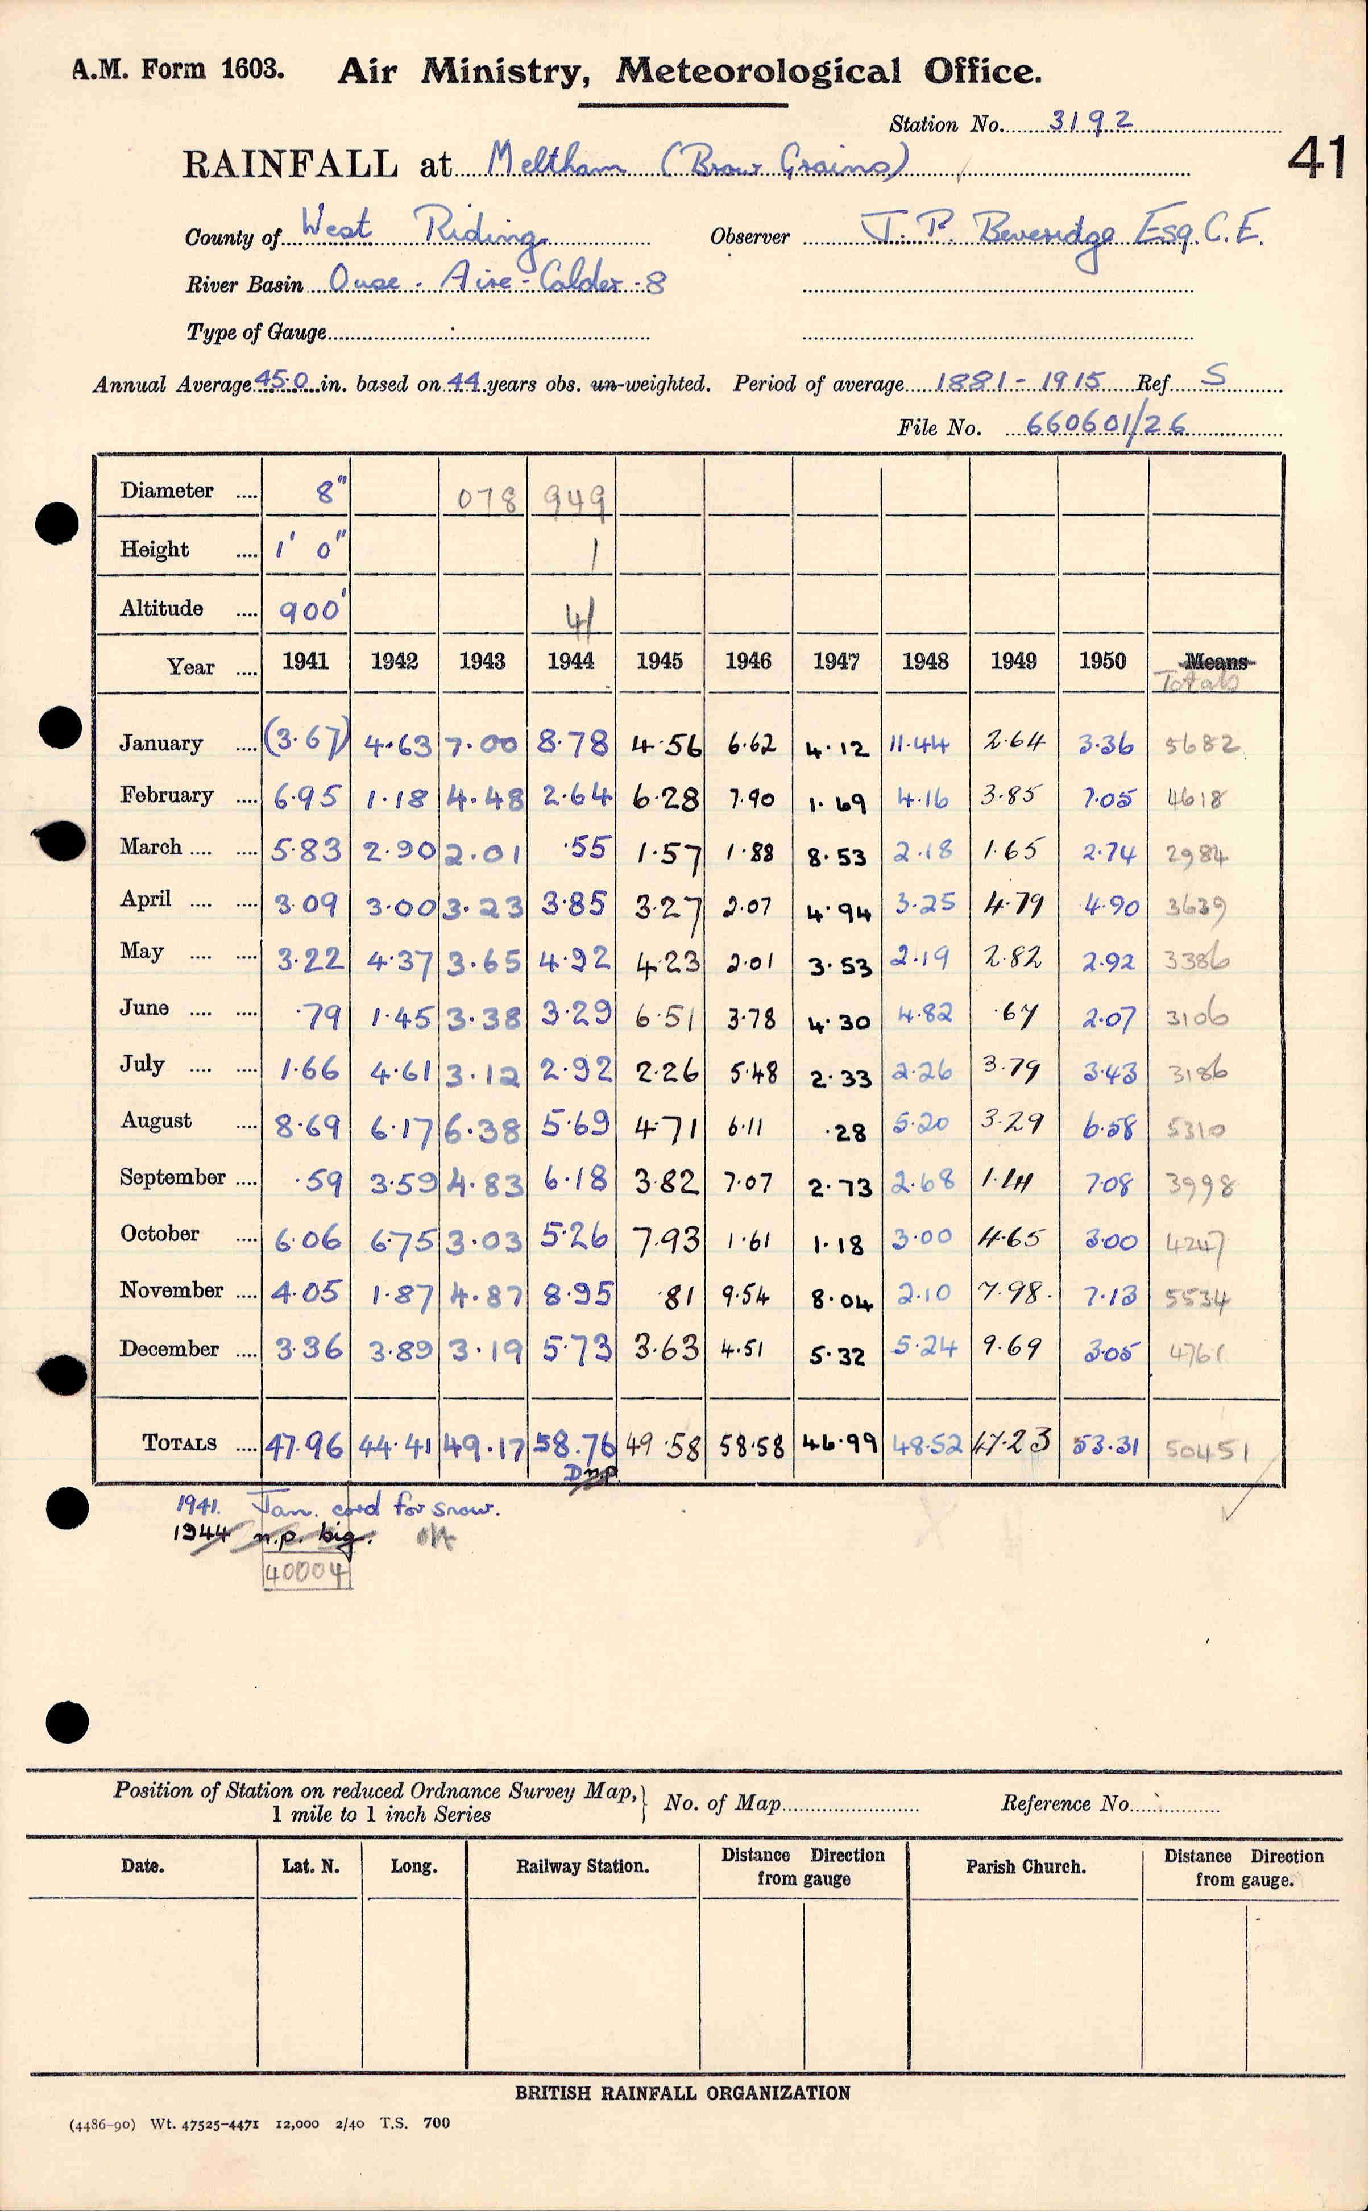 A.M. Form 1603. Air Ministry, Meteorological Office.
Station No. 3192
41
RAINFALL at Meltham (Brow Grains)
County of West Riding Observer J. P. Beveridge Esq. C.E.
River Basin Ouse - Aire - Calder - 8
Type of Gauge
Annual Average 45.0 in. based on 44 years obs. un-weighted. Period of average 1881 - 1915 Ref S
File No. 660601/26
Diameter .... 8" 078 949
Height .... 1' 0" 1
Altitude .... 900' 41
Year .... 1941 1942 1943 1944 1945 1946 1947 1948 1949 1950 Means
Totals
January .... (3.67) 4.63 7.00 8.78 4.56 6.62 4.12 11.44 2.64 3.36 5682
February .... 6.95 1.18 4.48 2.64 6.28 7.90 1.69 4.16 3.85 7.05 4618
March .... .... 5.83 2.90 2.01 .55 1.57 1.88 8.53 2.18 1.65 2.74 2984
April .... .... 3.09 3.00 3.23 3.85 3.27 2.07 4.94 3.25 4.79 4.90 3639
May .... .... 3.22 4.37 3.65 4.92 4.23 2.01 3.53 2.19 2.82 2.92 3386
June .... .... .79 1.45 3.38 3.29 6.51 3.78 4.30 4.82 .67 2.07 3106
July .... .... 1.66 4.61 3.12 2.92 2.26 5.48 2.33 2.26 3.79 3.43 3186
August .... 8.69 6.17 6.38 5.69 4.71 6.11 .28 5.20 3.29 6.58 5310
September .... .59 3.59 4.83 6.18 3.82 7.07 2.73 2.68 1.41 7.08 3998
October .... 6.06 6.75 3.03 5.26 7.93 1.61 1.18 3.00 4.65 3.00 4247
November .... 4.05 1.87 4.87 8.95 .81 9.54 8.04 2.10 7.98 7.13 5534
December .... 3.36 3.89 3.19 5.73 3.63 4.51 5.32 5.24 9.69 3.05 4761
TOTALS .... 47.96 44.41 49.17 58.76 49.58 58.58 46.99 48.52 47.23 53.31 50451
D np
1941. Jan. card for snow.
1944 n.p. big.
40004
Position of Station on reduced Ordnance Survey Map, No. of Map Reference No.
1 mile to 1 inch Series
Date. Lat. N. Long. Railway Station. Distance Direction from gauge Parish Church. Distance Direction from gauge.
BRITISH RAINFALL ORGANIZATION
(4486-90) Wt. 47525-4471 12,000 2/40 T.S. 700